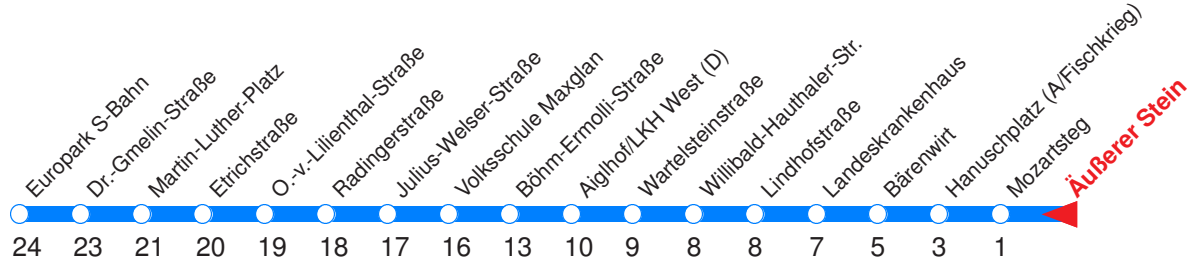 Europark S-Bahn
Dr.-Gmelin-Straße
Martin-Luther-Platz
Etrichstraße
O.-v.-Lilienthal-Straße
Radingerstraße
Julius-Welser-Straße
Volksschule Maxglan
Böhm-Ermolli-Straße
Aiglhof/LKH West (D)
Wartelsteinstraße
Willibald-Hauthaler-Str.
Lindhofstraße
Landeskrankenhaus
Bärenwirt
Hanuschplatz (A/Fischkrieg)
Mozartsteg
Äußerer Stein
24 23 21 20 19 18 17 16 13 10 9 8 8 7 5 3 1